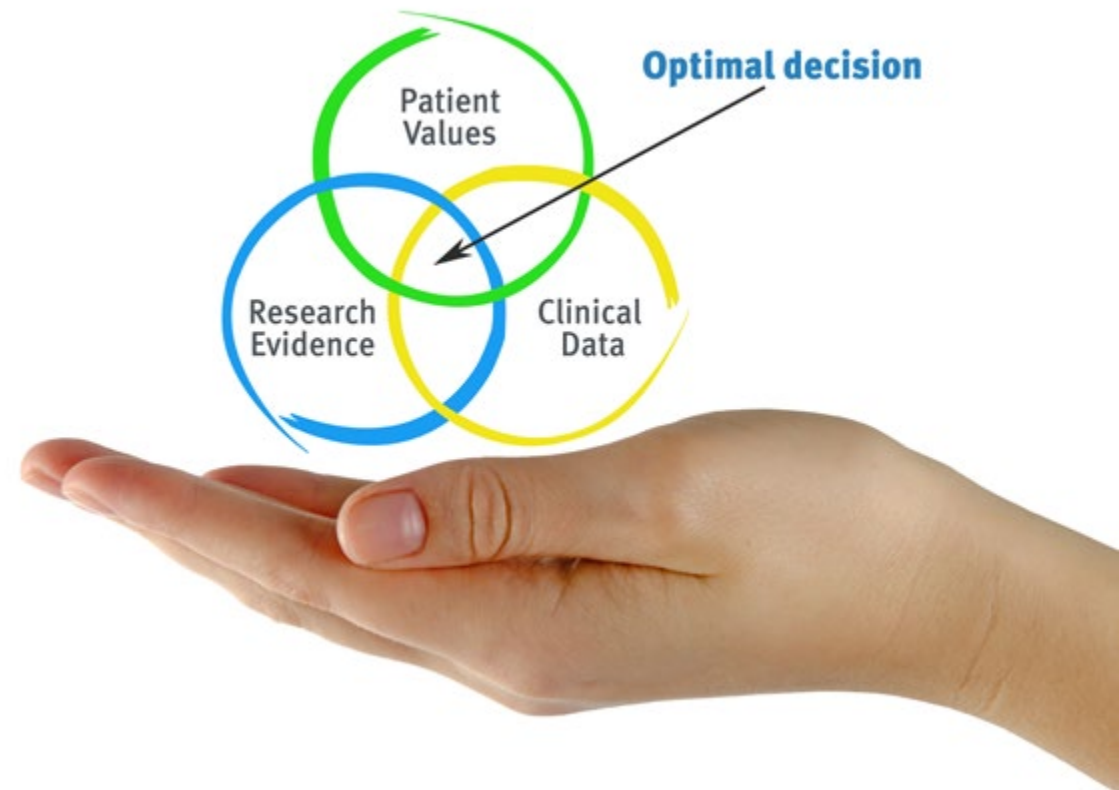 Optimal decision
Patient
Values
Research
Evidence
Clinical
Data